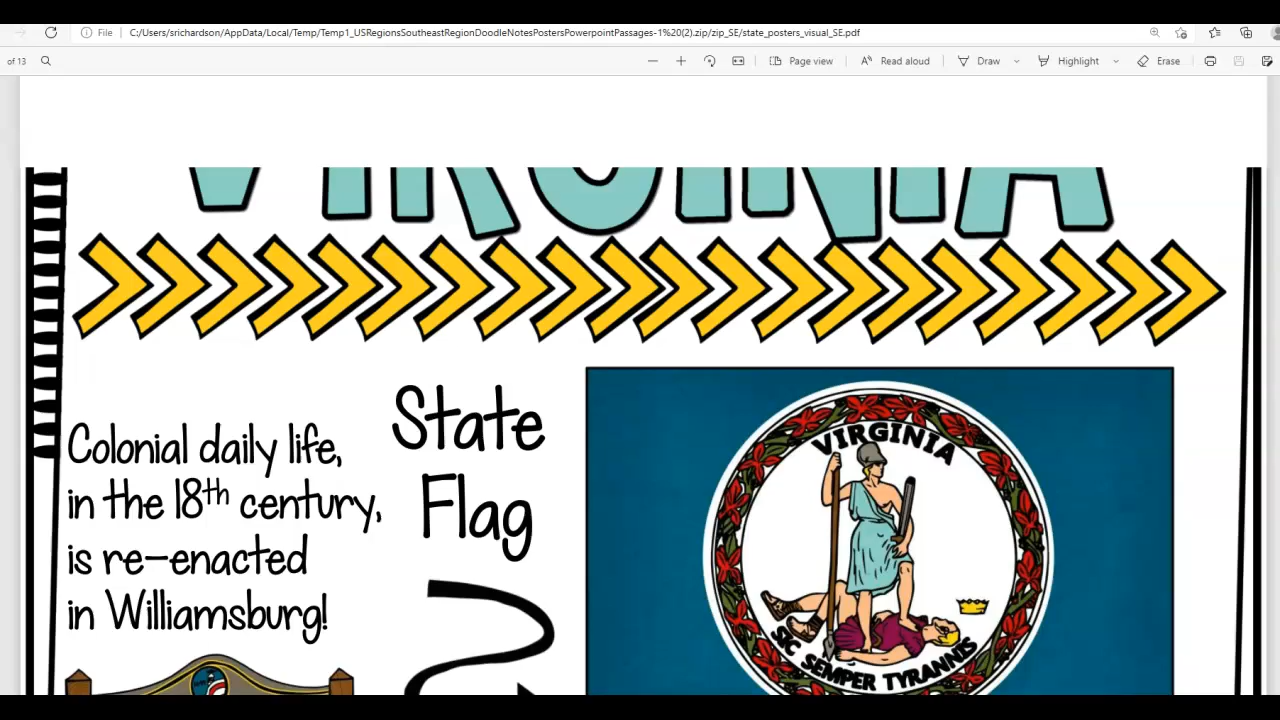 File C:/Users/srichardson/AppData/Local/Temp/Temp1_USRegionsSoutheastRegionDoodleNotesPostersPowerpointPassages-1%20(2).zip/zip_SE/state_posters_visual_SE.pdf
of 13 Page view Read aloud Draw Highlight Erase
VIRGINIA
State
Flag
Colonial daily life,
in the 18th century,
is re-enacted
in Williamsburg!
VIRGINIA
SIC SEMPER TYRANNIS